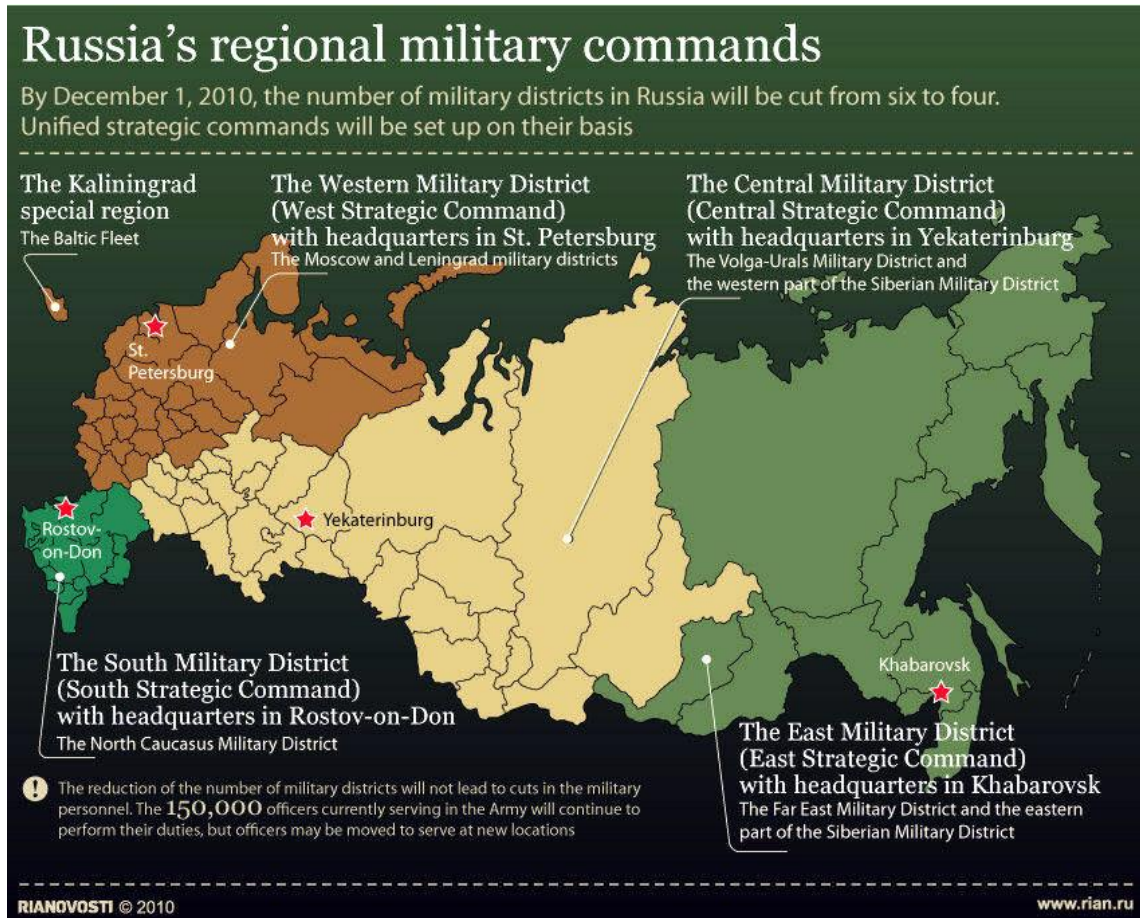 Russia's regional military commands
By December 1, 2010, the number of military districts in Russia will be cut from six to four.
Unified strategic commands will be set up on their basis
The Kaliningrad
special region
The Baltic Fleet
The Western Military District
(West Strategic Command)
with headquarters in St. Petersburg
The Moscow and Leningrad military districts
The Central Military District
(Central Strategic Command)
with headquarters in Yekaterinburg
The Volga-Urals Military District and
the western part of the Siberian Military District
St.
Petersburg
Rostov-
on-Don
Yekaterinburg
Khabarovsk
The South Military District
(South Strategic Command)
with headquarters in Rostov-on-Don
The North Caucasus Military District
The East Military District
(East Strategic Command)
with headquarters in Khabarovsk
The Far East Military District and the eastern
part of the Siberian Military District
! The reduction of the number of military districts will not lead to cuts in the military
personnel. The 150,000 officers currently serving in the Army will continue to
perform their duties, but officers may be moved to serve at new locations
RIANOVOSTI © 2010
www.rian.ru